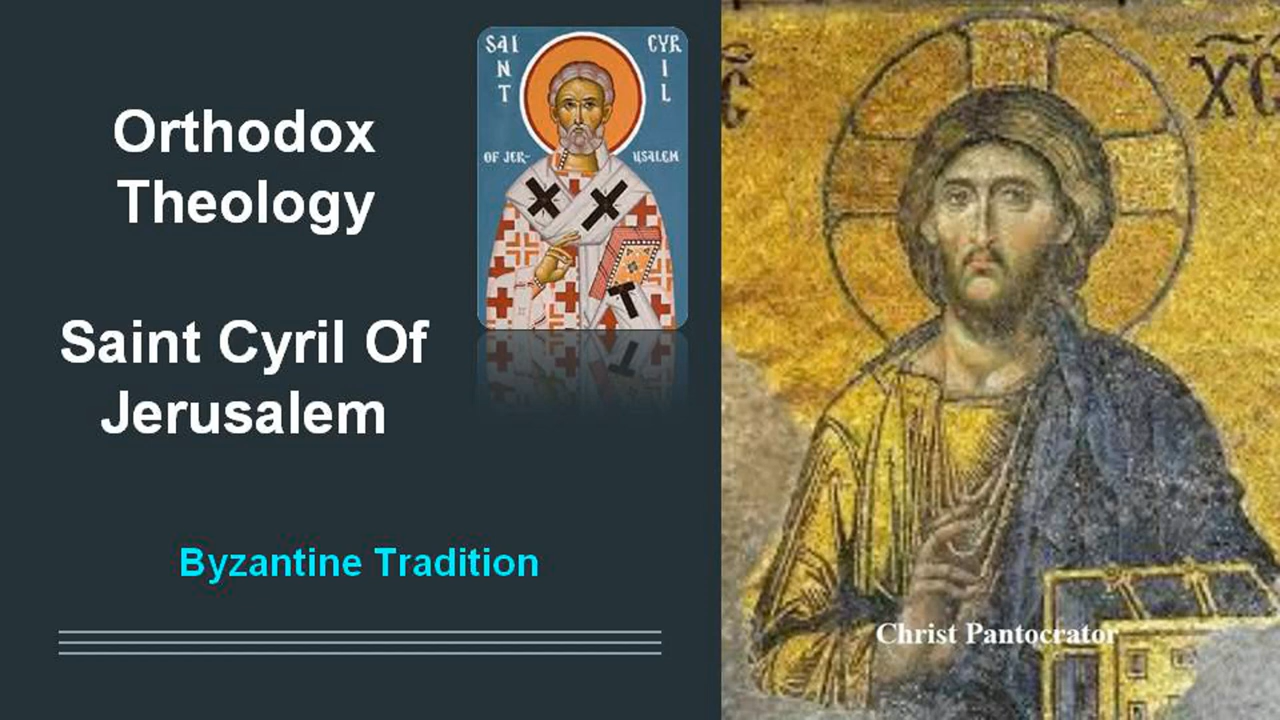 Orthodox
Theology
Saint Cyril Of
Jerusalem
Byzantine Tradition
SAINT CYRIL
OF JER- USALEM
C
XC
Christ Pantocrator